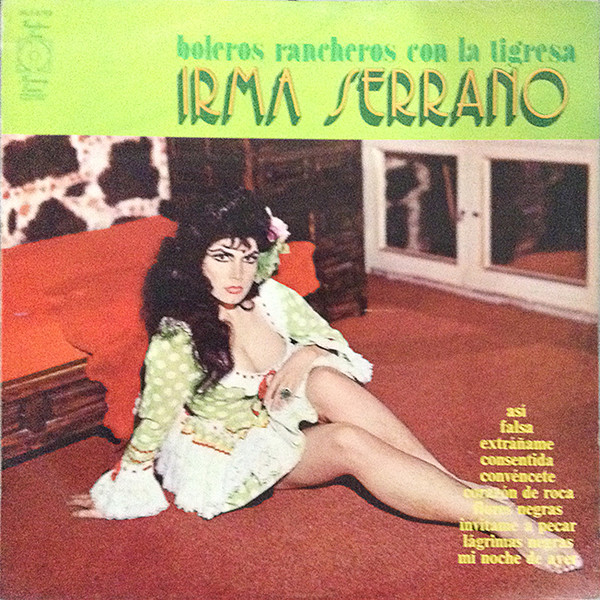 boleros rancheros con la tigresa
IRMA SERRANO
así
falsa
extráñame
consentida
convéncete
corazón de roca
flores negras
invítame a pecar
lágrimas negras
mi noche de ayer